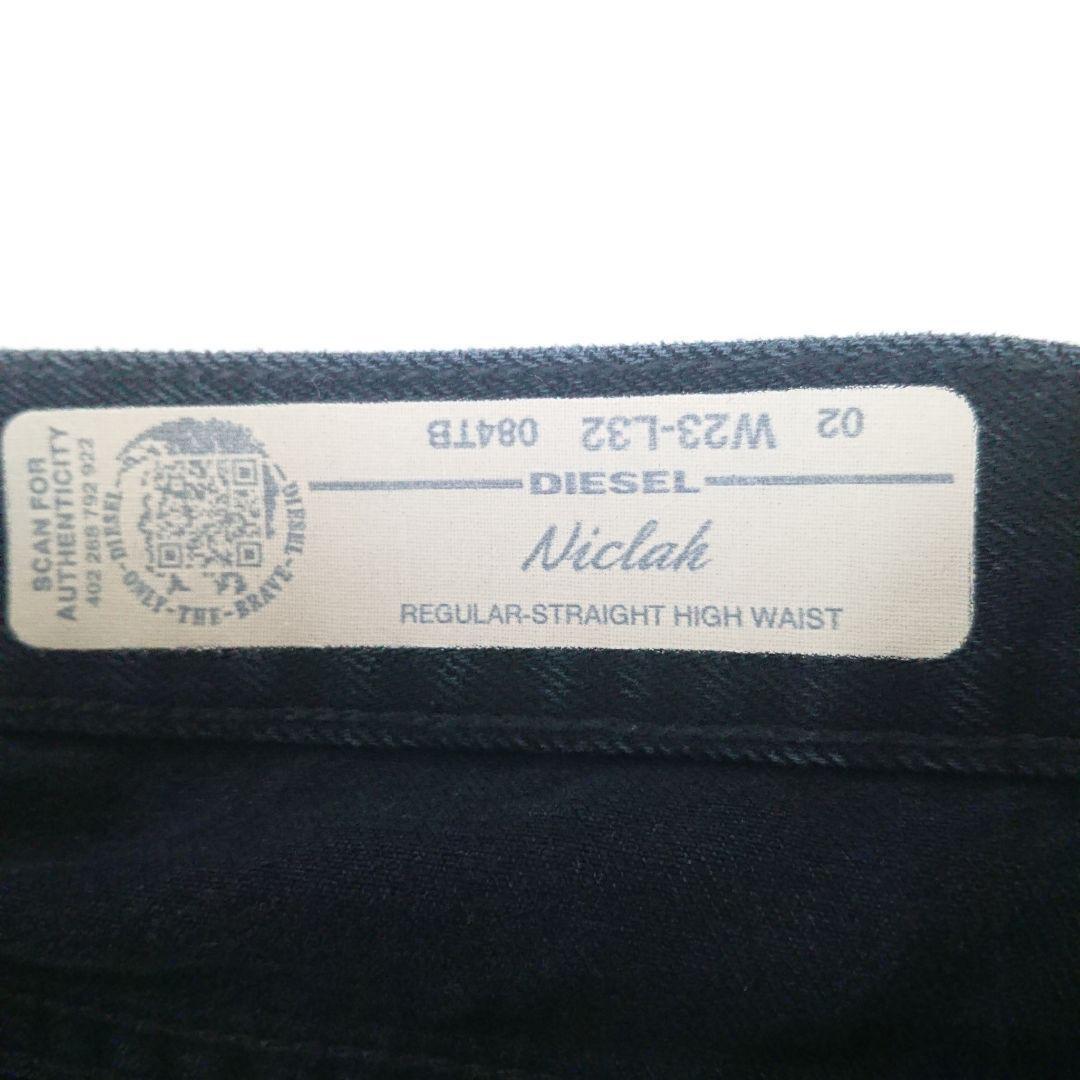 SCAN FOR
AUTHENTICITY
402 288 792 922
DIESEL-ONLY-THE-BRAVE-DIESEL
02 W23-L32 084TB
DIESEL
Niclah
REGULAR-STRAIGHT HIGH WAIST